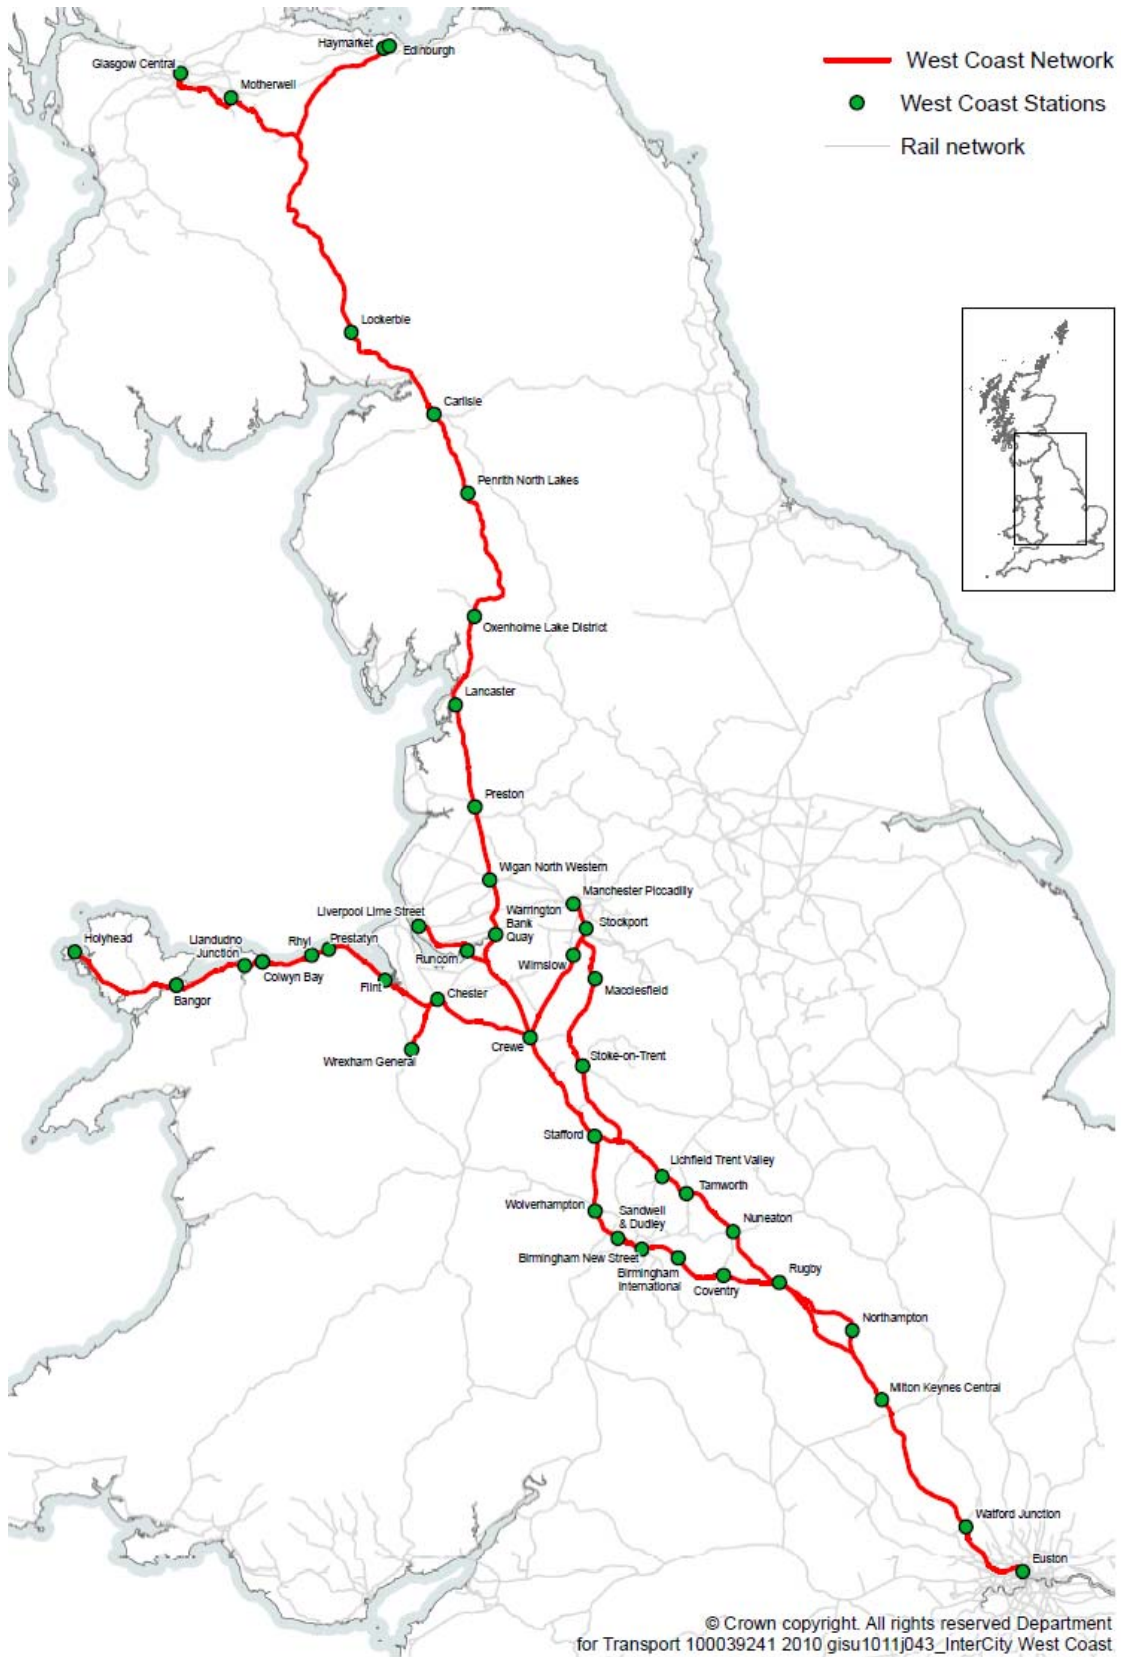 Haymarket
Edinburgh
Glasgow Central
Motherwell
West Coast Network
West Coast Stations
Rail network
Lockerbie
Carlisle
Penrith North Lakes
Oxenholme Lake District
Lancaster
Preston
Wigan North Western
Manchester Piccadilly
Liverpool Lime Street
Warrington
Bank
Quay
Stockport
Holyhead
Llandudno
Junction
Rhyl
Prestatyn
Runcorn
Wilmslow
Colwyn Bay
Flint
Chester
Macclesfield
Bangor
Wrexham General
Crewe
Stoke-on-Trent
Stafford
Lichfield Trent Valley
Tamworth
Wolverhampton
Sandwell
& Dudley
Nuneaton
Birmingham New Street
Birmingham
International
Coventry
Rugby
Northampton
Milton Keynes Central
Watford Junction
Euston
© Crown copyright. All rights reserved Department
for Transport 100039241 2010 gisu1011j043_InterCity West Coast